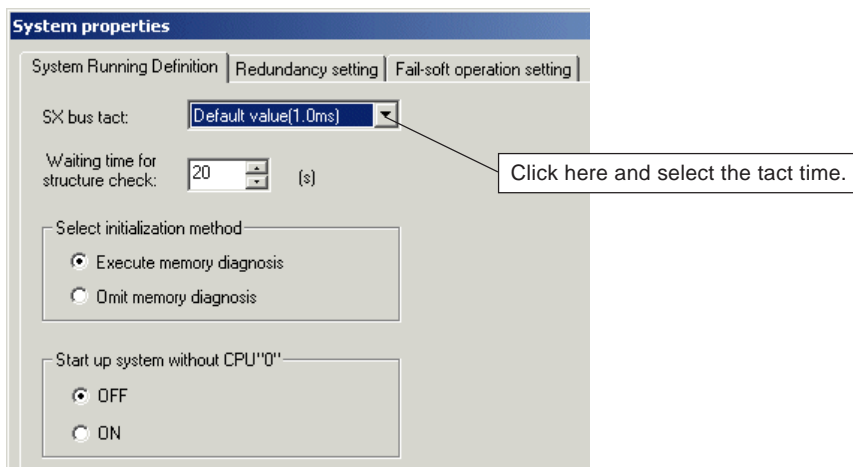 System properties
System Running Definition
Redundancy setting
Fail-soft operation setting
SX bus tact:
Default value(1.0ms)
Waiting time for
structure check:
20
(s)
Click here and select the tact time.
Select initialization method
Execute memory diagnosis
Omit memory diagnosis
Start up system without CPU"0"
OFF
ON